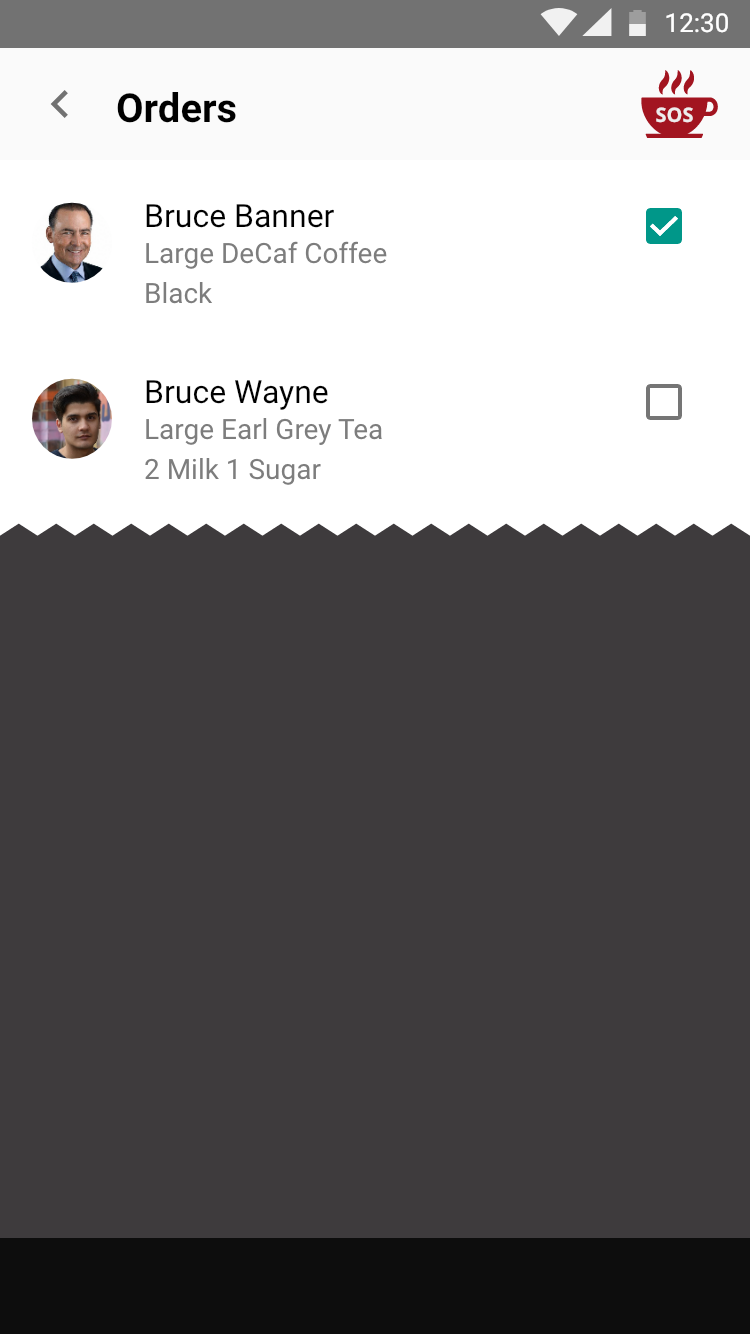 12:30
Orders
SOS
Bruce Banner
Large DeCaf Coffee
Black
Bruce Wayne
Large Earl Grey Tea
2 Milk 1 Sugar